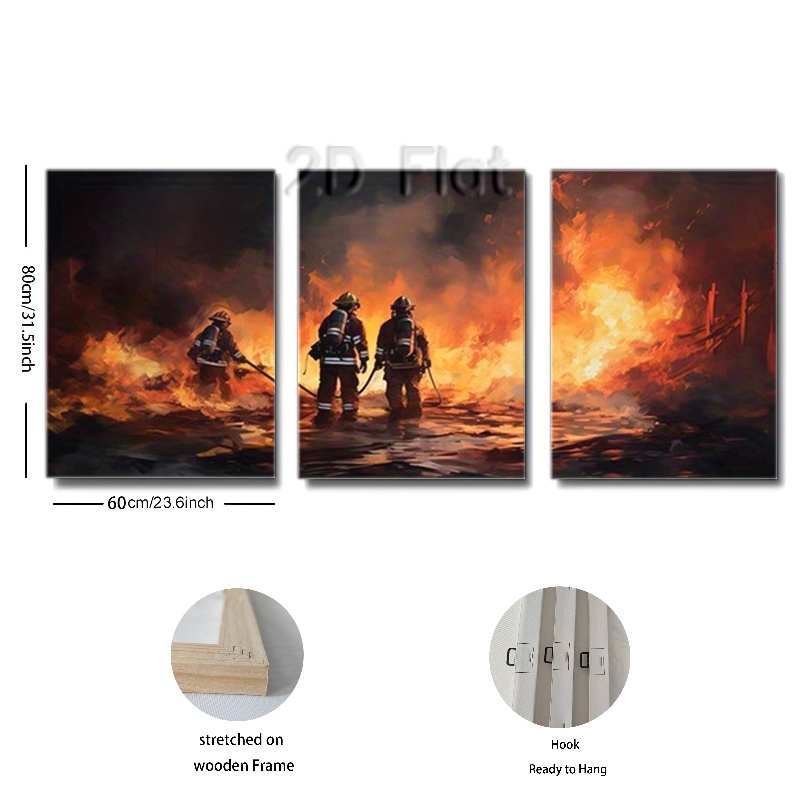 2D Flat
80cm/31.5inch
60cm/23.6inch
stretched on
wooden Frame
Hook
Ready to Hang